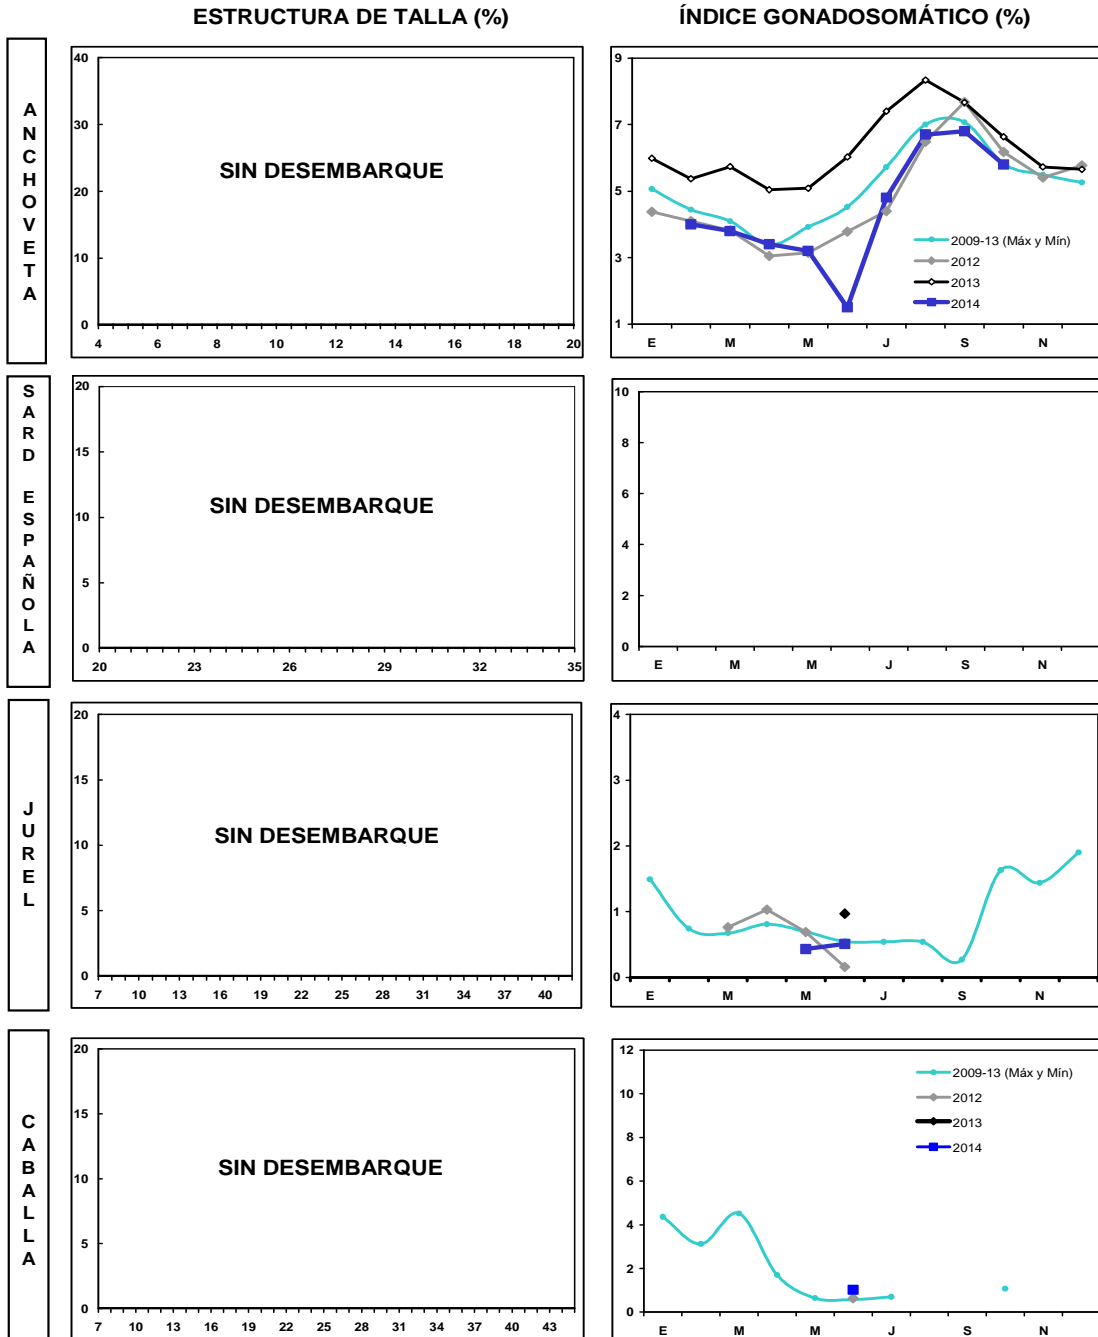 ESTRUCTURA DE TALLA (%)
ÍNDICE GONADOSOMÁTICO (%)
ANCHOVETA
40
30
20
10
0
SIN DESEMBARQUE
4 6 8 10 12 14 16 18 20
9
7
5
3
1
2009-13 (Máx y Mín)
2012
2013
2014
E M M J S N
SARD ESPAÑOLA
20
15
10
5
0
SIN DESEMBARQUE
20 23 26 29 32 35
10
8
6
4
2
0
E M M J S N
JUREL
20
15
10
5
0
SIN DESEMBARQUE
7 10 13 16 19 22 25 28 31 34 37 40
4
3
2
1
0
E M M J S N
CABALLA
20
15
10
5
0
SIN DESEMBARQUE
7 10 13 16 19 22 25 28 31 34 37 40 43
12
10
8
6
4
2
0
2009-13 (Máx y Mín)
2012
2013
2014
E M M J S N